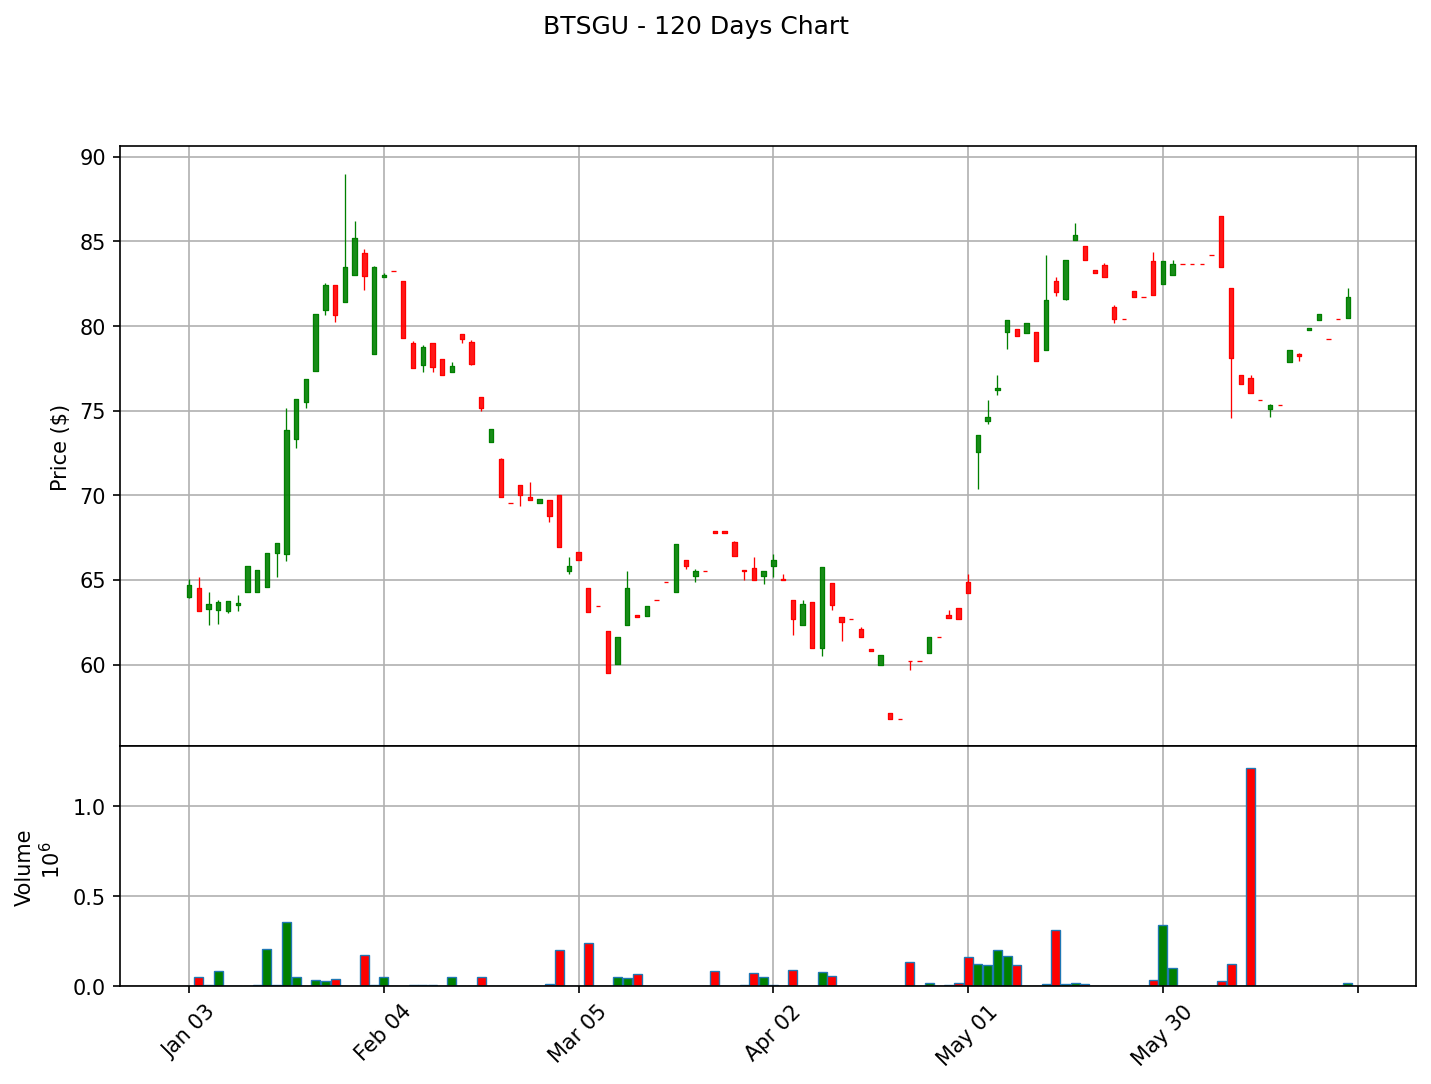 BTSGU - 120 Days Chart
90
85
80
75
70
65
60
Price ($)
1.0
0.5
0.0
Volume
10⁶
Jan 03
Feb 04
Mar 05
Apr 02
May 01
May 30